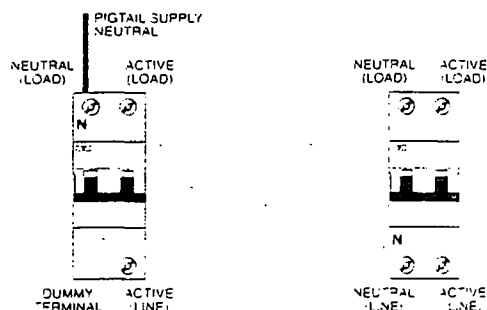 PIGTAIL SUPPLY
NEUTRAL
NEUTRAL
(LOAD)
ACTIVE
(LOAD)
N
DUMMY
TERMINAL
ACTIVE
(LINE)
NEUTRAL
(LOAD)
ACTIVE
(LOAD)
N
NEUTRAL
(LINE)
ACTIVE
(LINE)